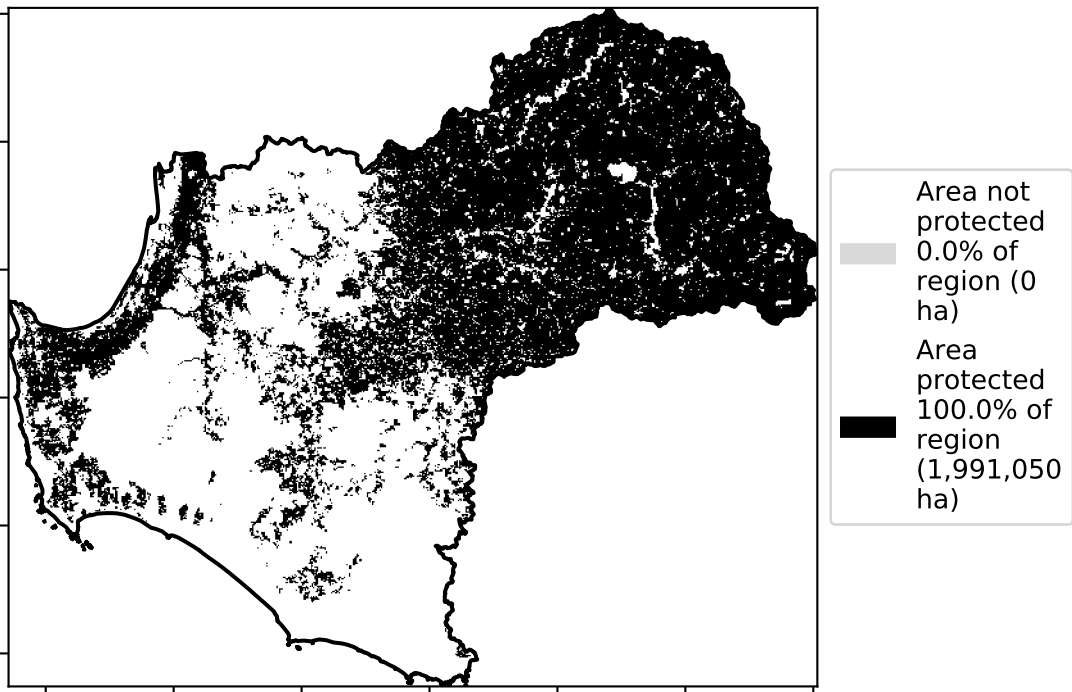 Area not
protected
0.0% of
region (0
ha)
Area
protected
100.0% of
region
(1,991,050
ha)